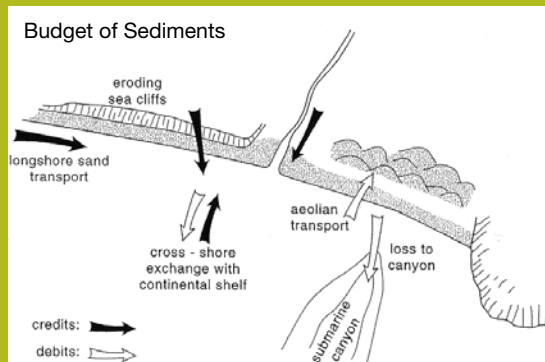 Budget of Sediments
eroding
sea cliffs
longshore sand
transport
aeolian
transport
loss to
canyon
cross - shore
exchange with
continental shelf
submarine
canyon
credits:
debits: